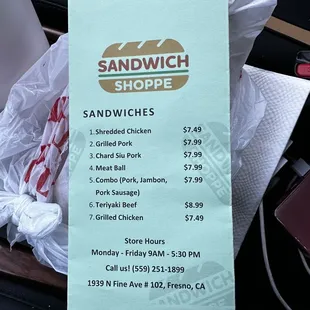 SANDWICH
SHOPPE
SANDWICHES
1. Shredded Chicken $7.49
2. Grilled Pork $7.99
3. Chard Siu Pork $7.99
4. Meat Ball $7.99
5. Combo (Pork, Jambon, $7.99
Pork Sausage)
6. Teriyaki Beef $8.99
7. Grilled Chicken $7.49
Store Hours
Monday - Friday 9AM - 5:30 PM
Call us! (559) 251-1899
1939 N Fine Ave # 102, Fresno, CA